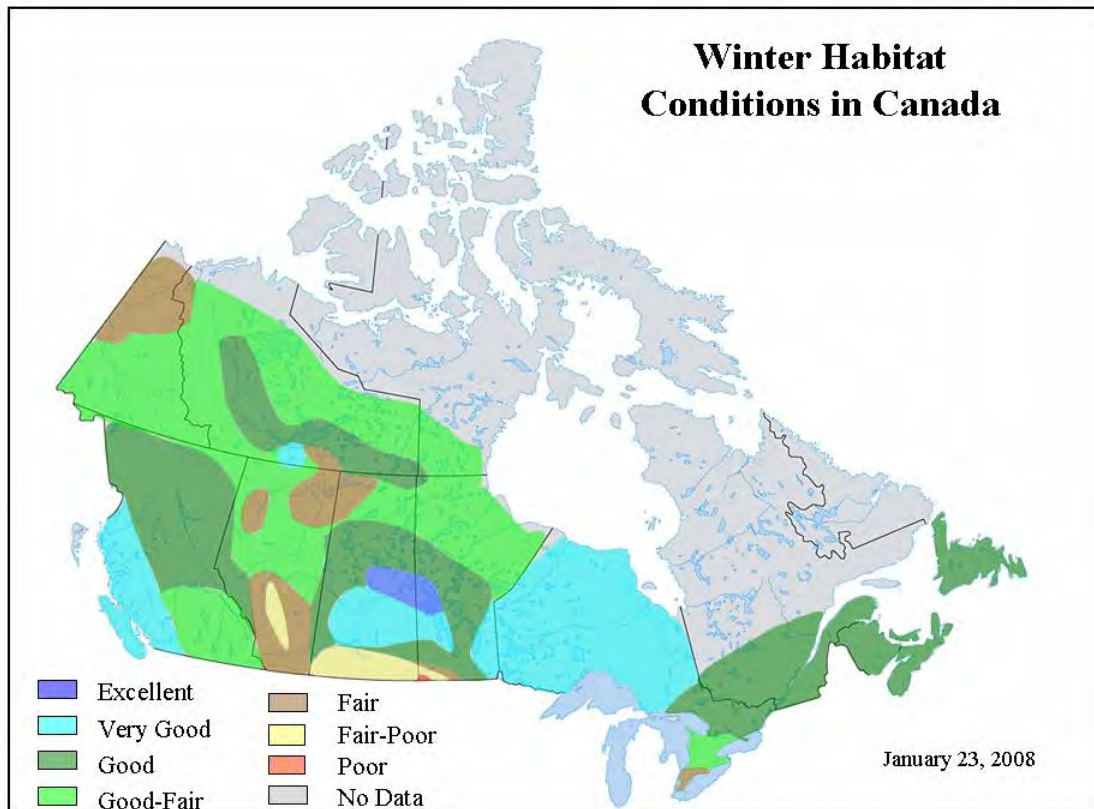 Winter Habitat
Conditions in Canada
Excellent
Very Good
Good
Good-Fair
Fair
Fair-Poor
Poor
No Data
January 23, 2008